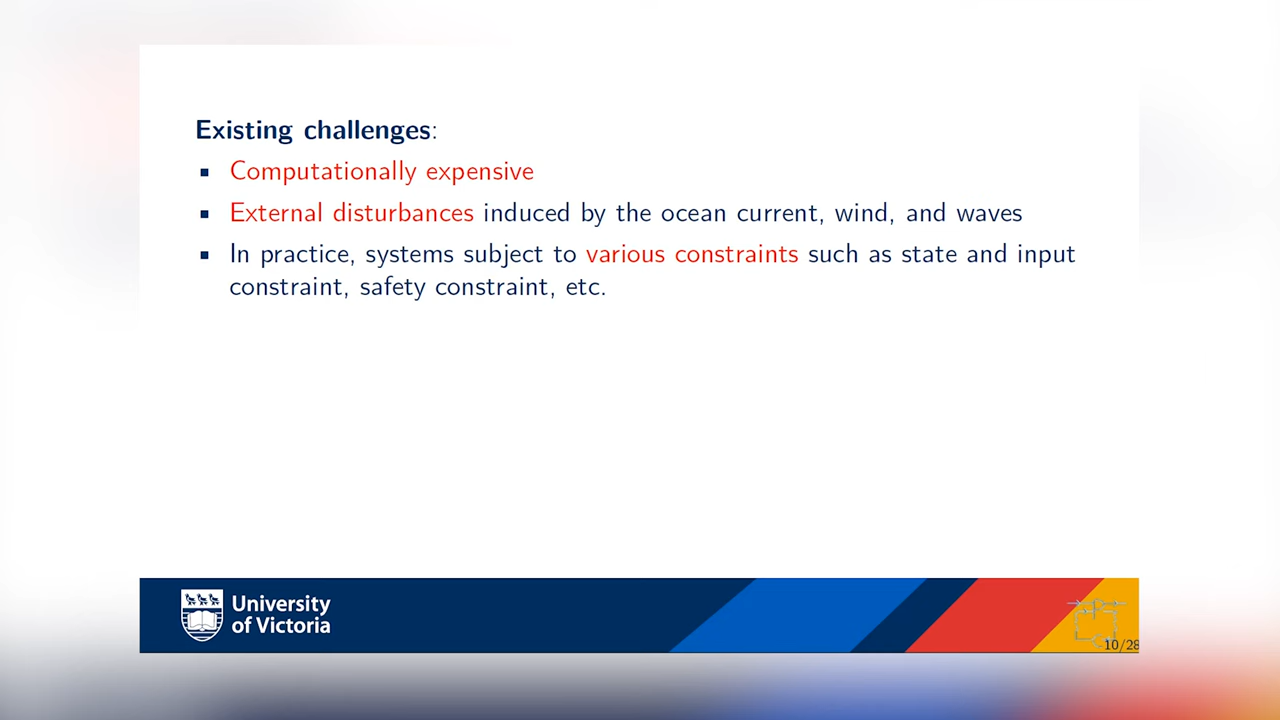 Existing challenges:
Computationally expensive
External disturbances induced by the ocean current, wind, and waves
In practice, systems subject to various constraints such as state and input
constraint, safety constraint, etc.
University
of Victoria
10/28